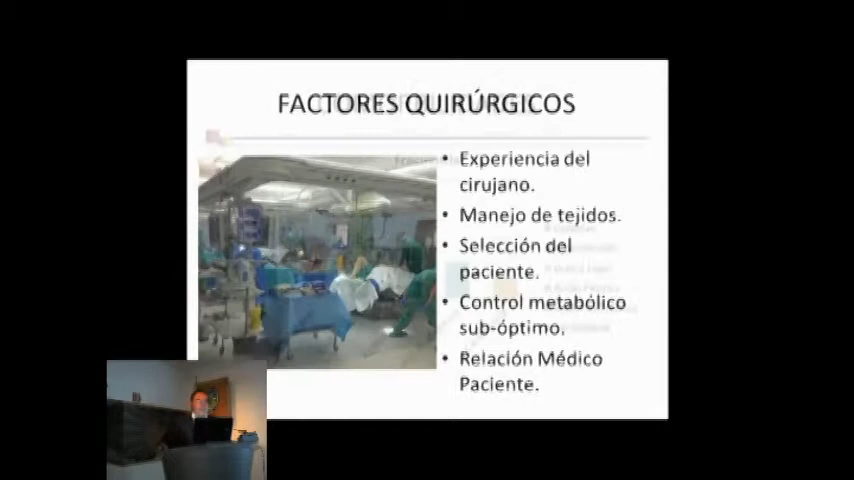 FACTORES QUIRÚRGICOS
• Experiencia del
cirujano.
• Manejo de tejidos.
• Selección del
paciente.
• Control metabólico
sub-óptimo.
• Relación Médico
Paciente.